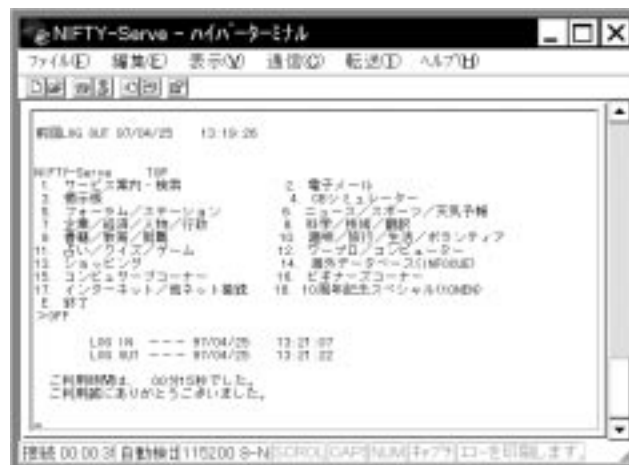 NIFTY-Serve - ハイパーターミナル
ファイル(F) 編集(E) 表示(V) 通信(C) 転送(T) ヘルプ(H)
前回LOG OUT 97/04/25 13:19:26
NIFTY-Serve TOP
1. サービス案内・検索 2. 電子メール
3. 掲示板 4. CBシミュレーター
5. フォーラム/ステーション 6. ニュース/スポーツ/天気予報
7. 企業/経済/人物/行政 8. 科学/技術/翻訳
9. 書籍/教育/就職 10. 趣味/旅行/生活/ボランティア
11. 占い/クイズ/ゲーム 12. ワープロ/コンピューター
13. ショッピング 14. 海外データベース(INFOCUE)
15. コンピュサーブコーナー 16. ビギナーズコーナー
17. インターネット/他ネット接続 18. 10周年記念スペシャル(10MEN)
E. 終了
>OFF
LOG IN --- 97/04/25 13:21:07
LOG OUT --- 97/04/25 13:21:22
ご利用時間は、 00分15秒でした。
ご利用誠にありがとうございました。
接続 00:00:3 自動検出 115200 8-N SCROLL CAPS NUM キャプチ エコーを印刷します。